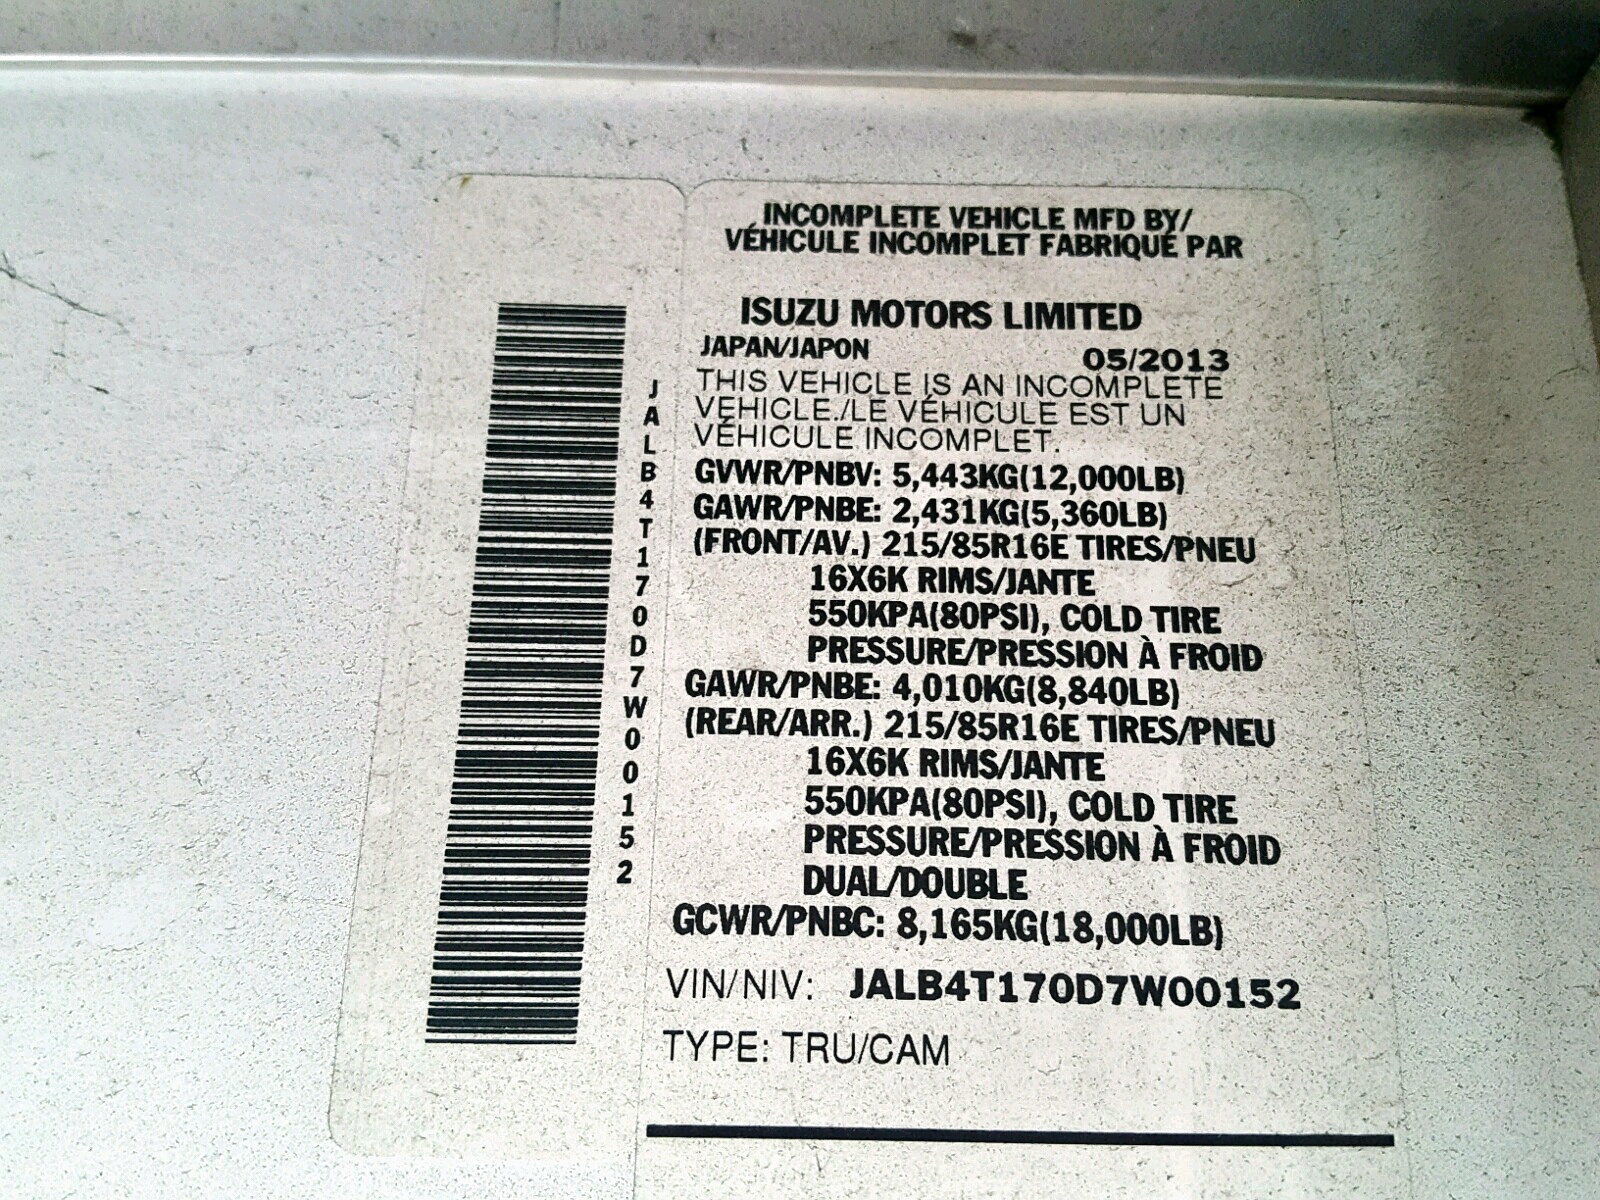 INCOMPLETE VEHICLE MFD BY/
VÉHICULE INCOMPLET FABRIQUÉ PAR
ISUZU MOTORS LIMITED
JAPAN/JAPON 05/2013
THIS VEHICLE IS AN INCOMPLETE
VEHICLE./LE VÉHICULE EST UN
VÉHICULE INCOMPLET.
GVWR/PNBV: 5,443KG(12,000LB)
GAWR/PNBE: 2,431KG(5,360LB)
(FRONT/AV.) 215/85R16E TIRES/PNEU
16X6K RIMS/JANTE
550KPA(80PSI), COLD TIRE
PRESSURE/PRESSION À FROID
GAWR/PNBE: 4,010KG(8,840LB)
(REAR/ARR.) 215/85R16E TIRES/PNEU
16X6K RIMS/JANTE
550KPA(80PSI), COLD TIRE
PRESSURE/PRESSION À FROID
DUAL/DOUBLE
GCWR/PNBC: 8,165KG(18,000LB)
VIN/NIV: JALB4T170D7W00152
TYPE: TRU/CAM
JALB4T170D7W00152